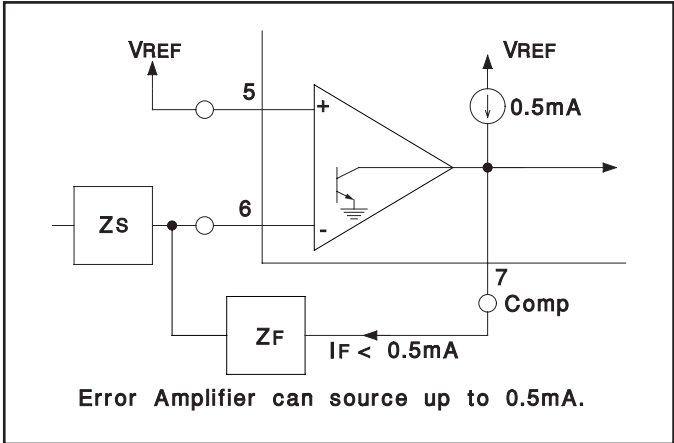 VREF
VREF
5
+
0.5mA
ZS
6
-
7
Comp
ZF
IF < 0.5mA
Error Amplifier can source up to 0.5mA.